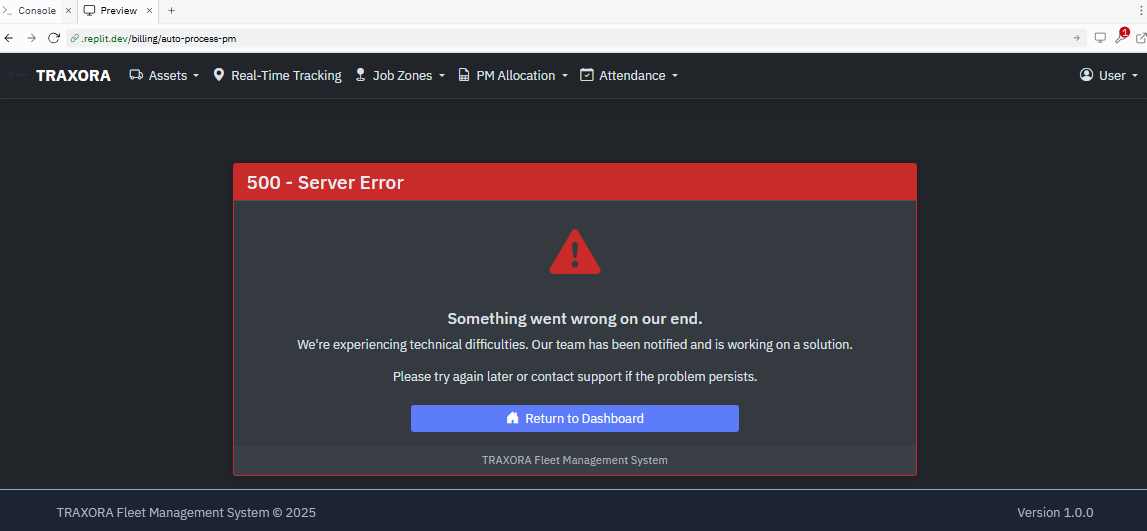 Console
Preview
.replit.dev/billing/auto-process-pm
1
TRAXORA
Assets
Real-Time Tracking
Job Zones
PM Allocation
Attendance
User
500 - Server Error
Something went wrong on our end.
We're experiencing technical difficulties. Our team has been notified and is working on a solution.
Please try again later or contact support if the problem persists.
Return to Dashboard
TRAXORA Fleet Management System
TRAXORA Fleet Management System © 2025
Version 1.0.0